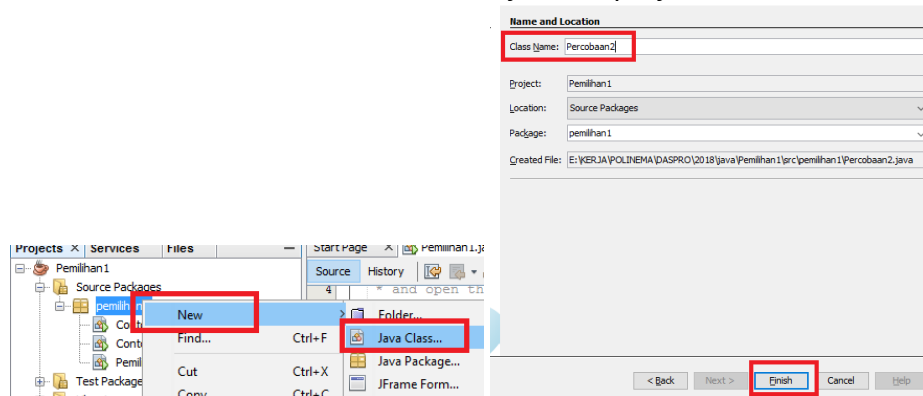 Projects × Services Files
Pemilihan1
Source Packages
Test Package
New
Find... Ctrl+F
Cut Ctrl+X
Copy Ctrl+C
Start Page × 
Source History
4 * and open th
Folder...
Java Class...
Java Package...
JFrame Form...
Name and Location
Class Name: Percobaan2
Project: Pemilihan1
Location: Source Packages
Package: pemilihan1
Created File: E:\KERJA\POLINEMA\DASPRO\2018\java\Pemilihan1\src\pemilihan1\Percobaan2.java
< Back Next > Finish Cancel Help